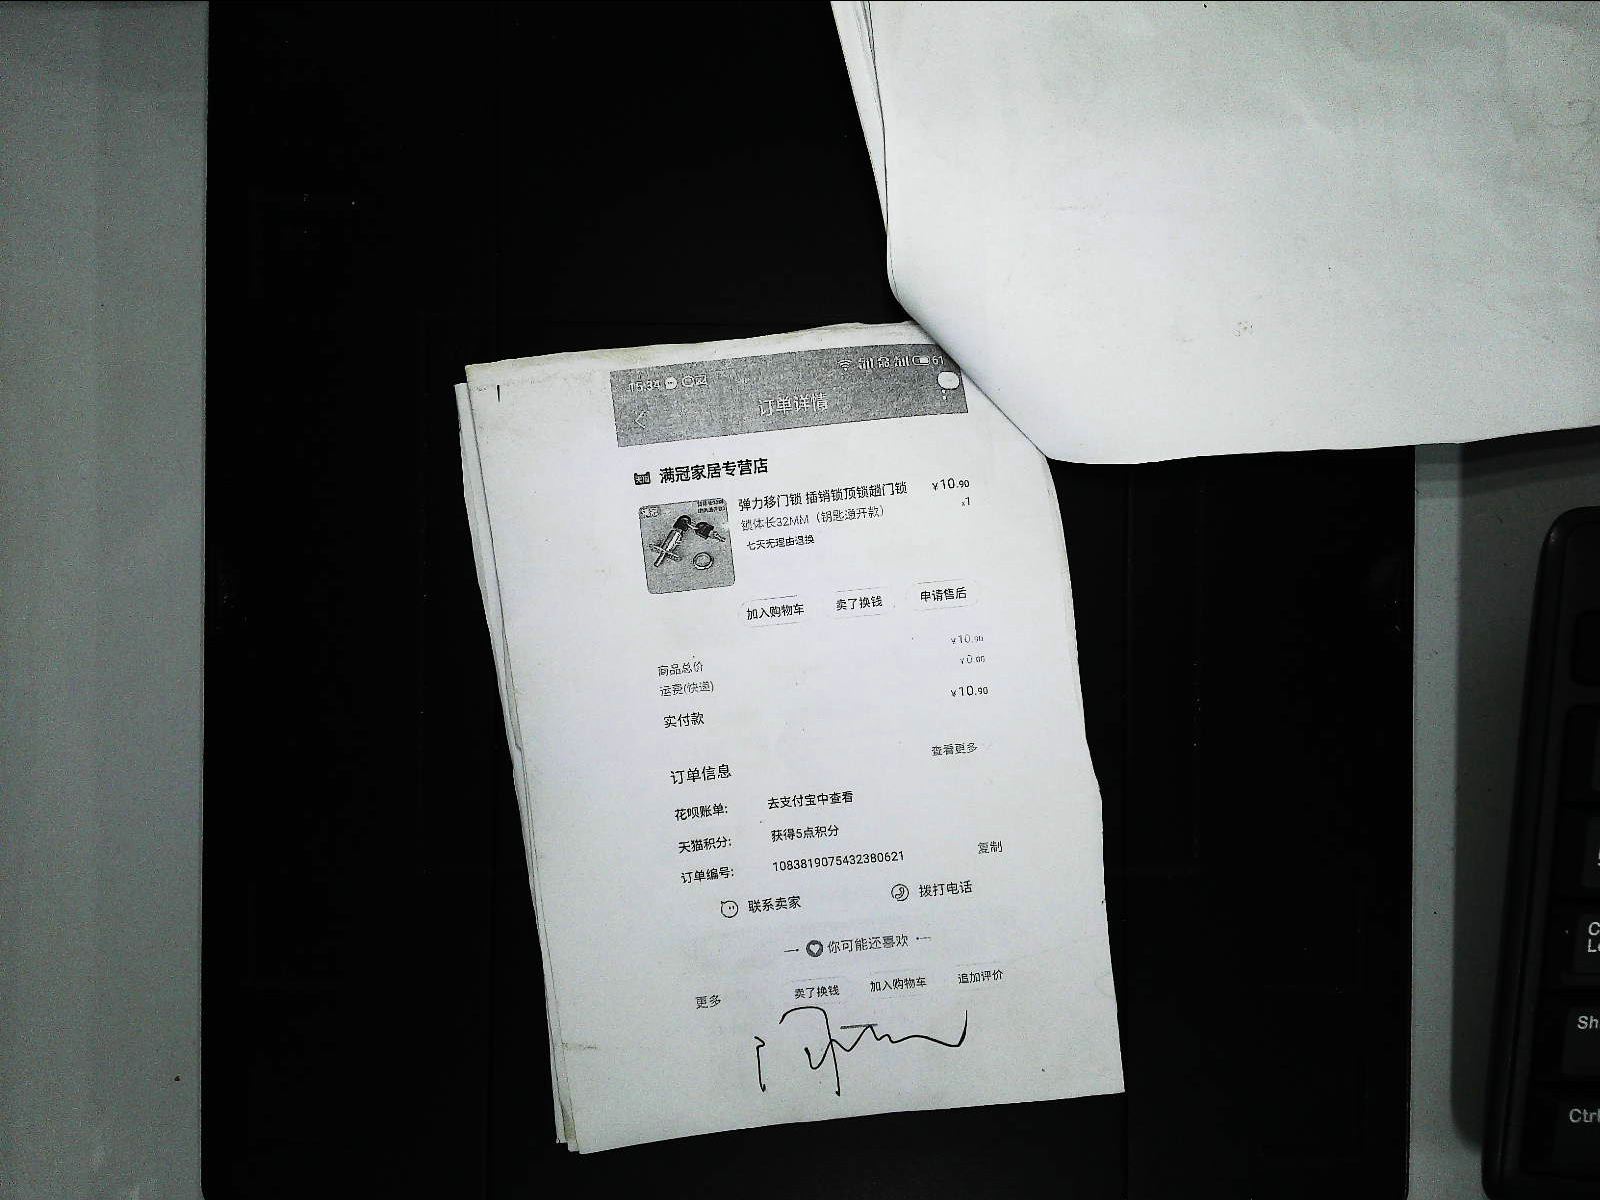 15:34
61
订单详情
天猫 满冠家居专营店
弹力移门锁 插销锁顶锁趟门锁 ¥10.90
锁体长32MM（钥匙通开款） x1
七天无理由退换
加入购物车 卖了换钱 申请售后
商品总价 ¥10.90
运费(快递) ¥0.00
实付款 ¥10.90
订单信息 查看更多
花呗账单: 去支付宝中查看
天猫积分: 获得5点积分
订单编号: 1083819075432380621 复制
联系卖家 拨打电话
你可能还喜欢
更多 卖了换钱 加入购物车 追加评价
Sh
Ctrl